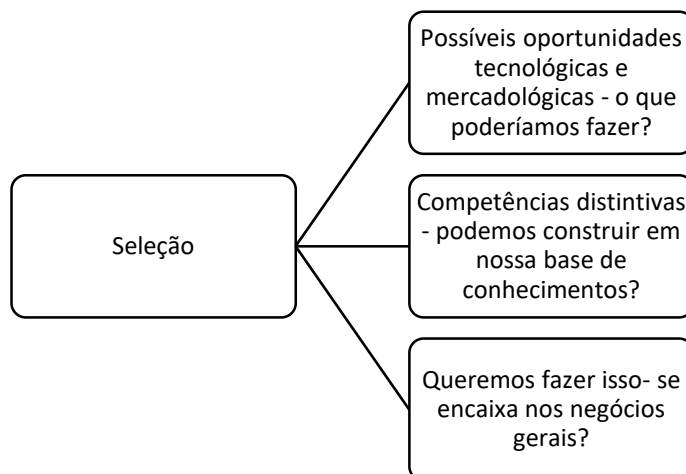 Seleção
Possíveis oportunidades
tecnológicas e
mercadológicas - o que
poderíamos fazer?
Competências distintivas
- podemos construir em
nossa base de
conhecimentos?
Queremos fazer isso- se
encaixa nos negócios
gerais?